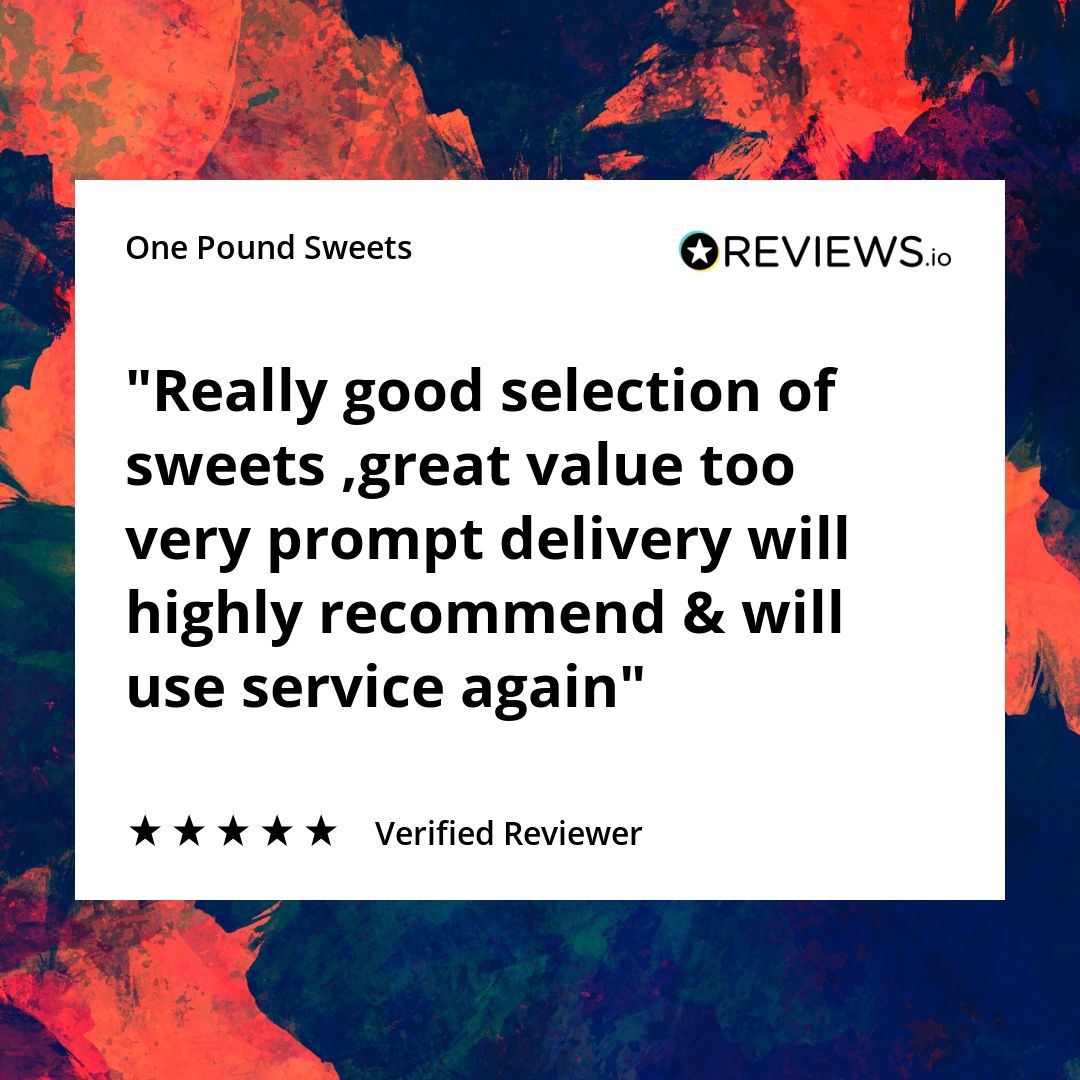 One Pound Sweets
REVIEWS.io
"Really good selection of
sweets ,great value too
very prompt delivery will
highly recommend & will
use service again"
★★★★★ Verified Reviewer